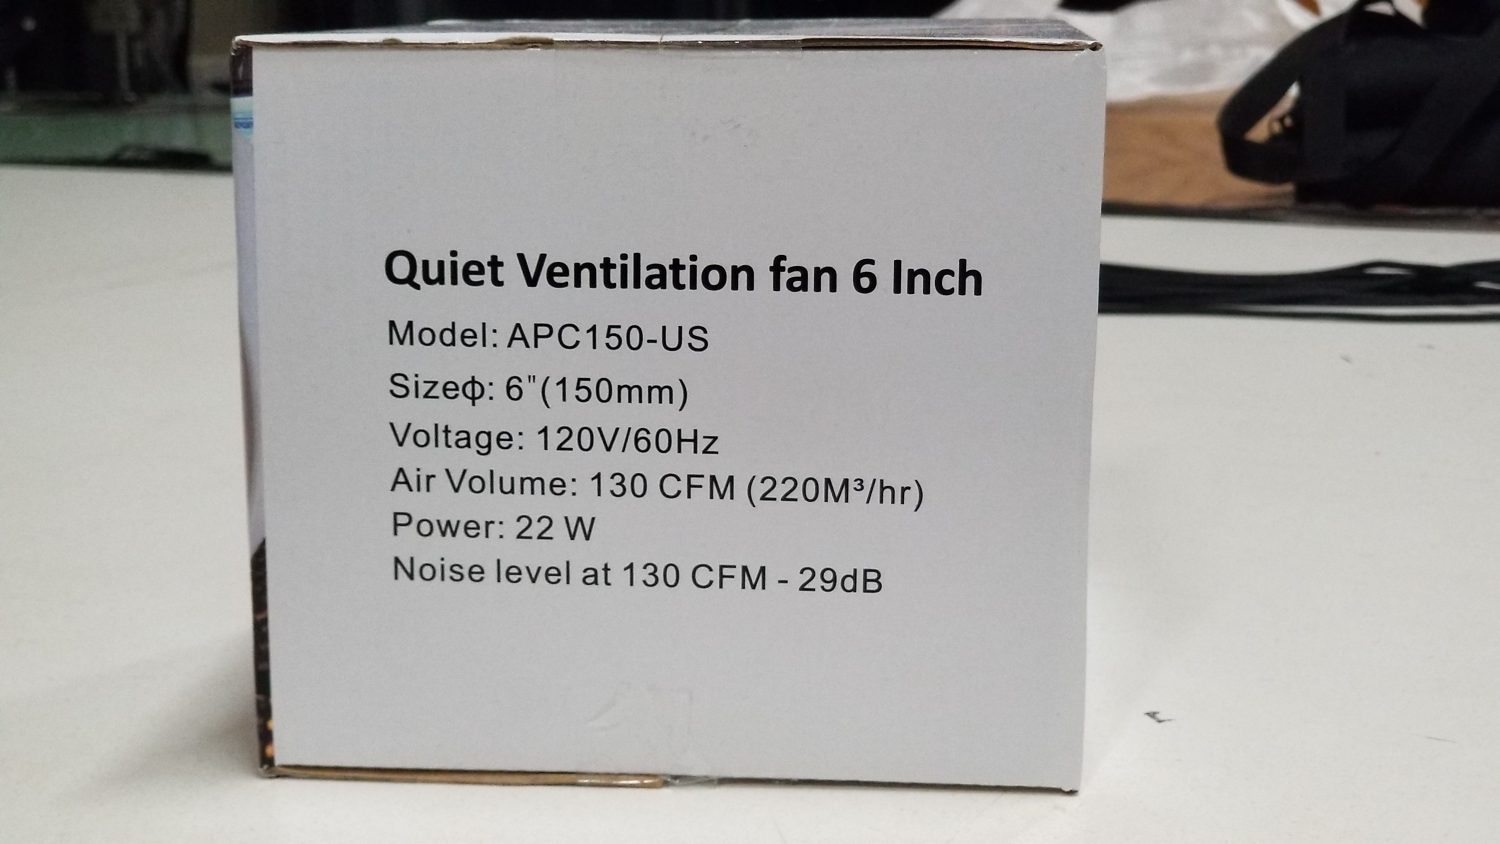 Quiet Ventilation fan 6 Inch
Model: APC150-US
Sizeϕ: 6"(150mm)
Voltage: 120V/60Hz
Air Volume: 130 CFM (220M³/hr)
Power: 22 W
Noise level at 130 CFM - 29dB